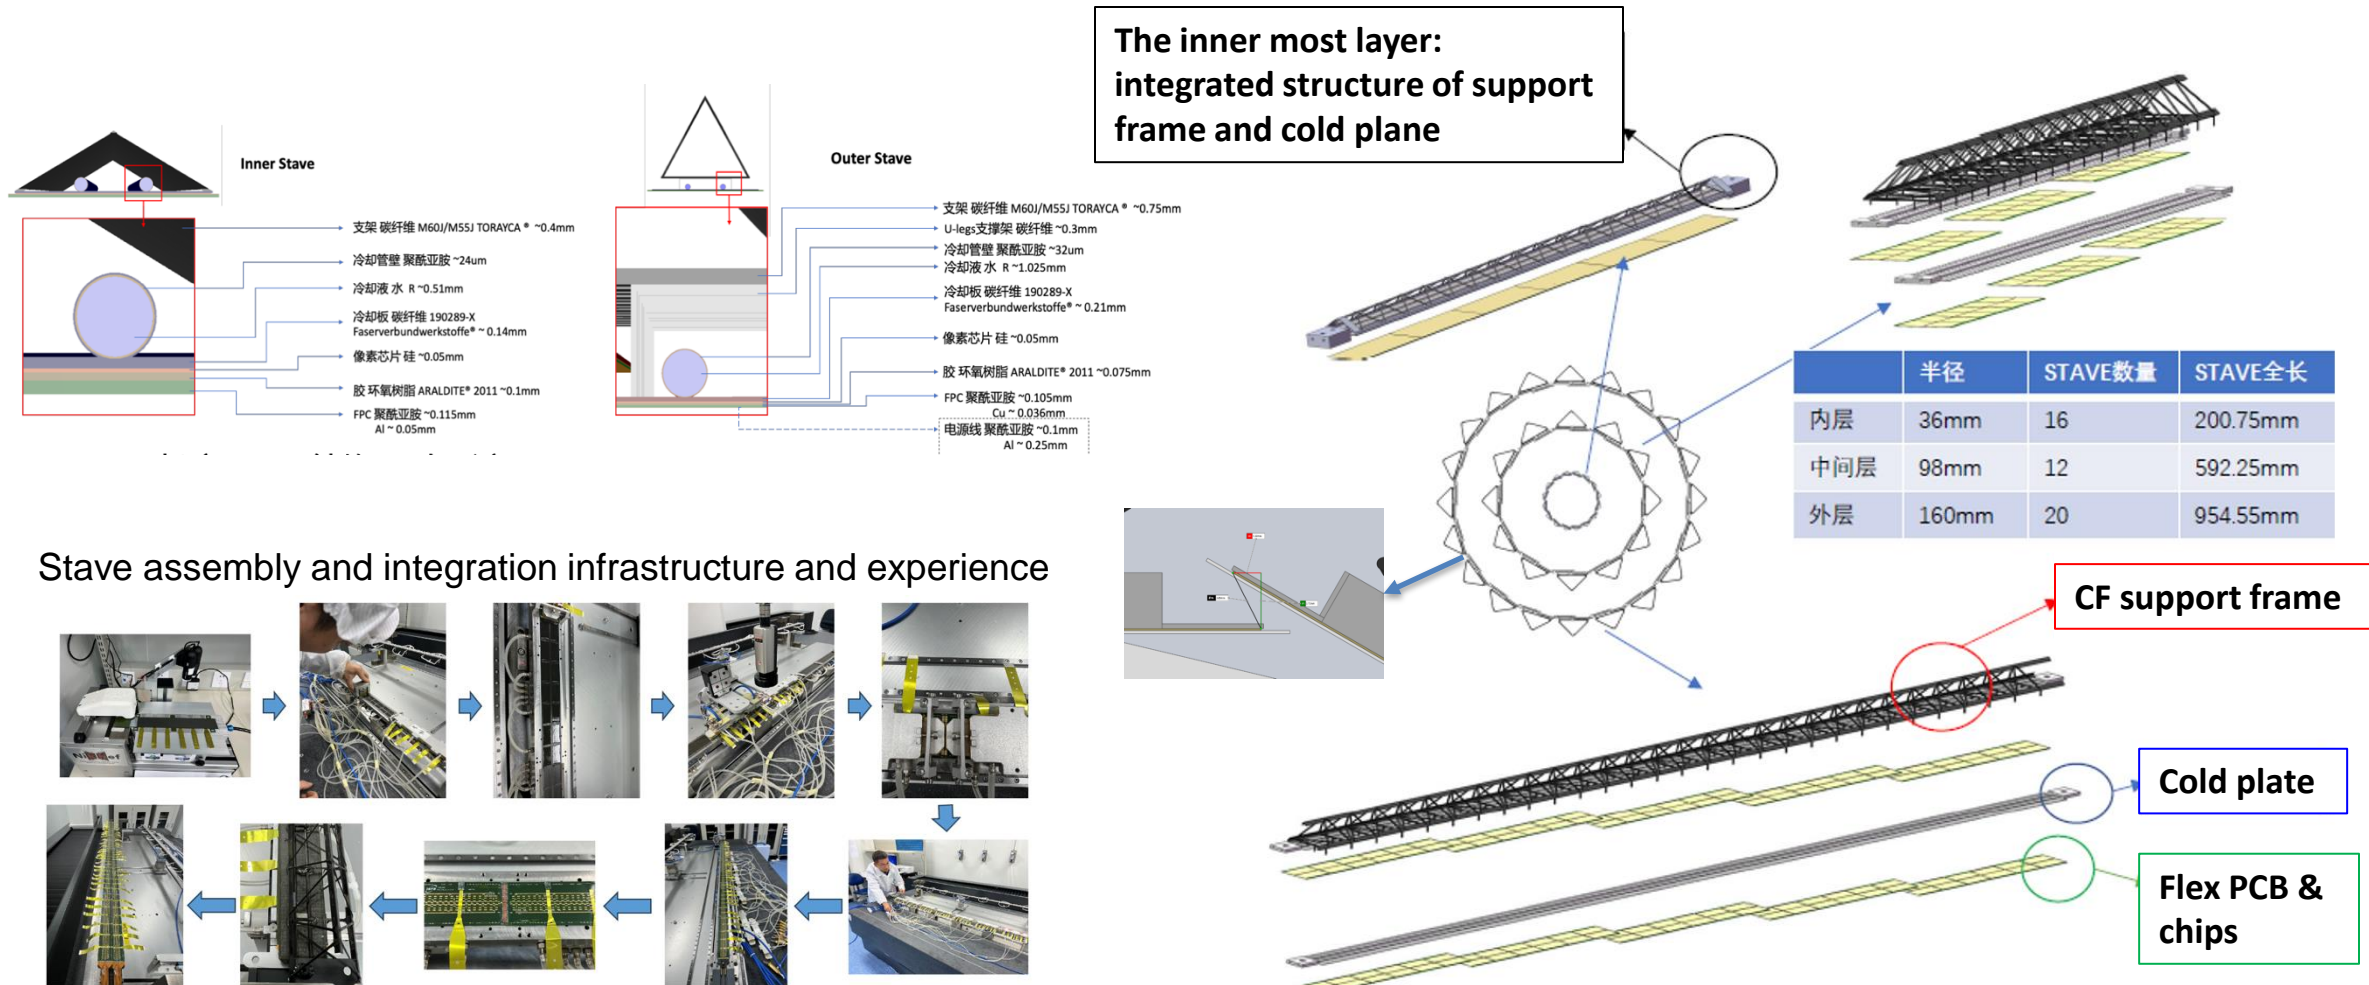 The inner most layer:
integrated structure of support
frame and cold plane
Inner Stave
支架 碳纤维 M60J/M55J TORAYCA ® ~0.4mm
冷却管壁 聚酰亚胺 ~24um
冷却液 水 R ~0.51mm
冷却板 碳纤维 190289-X
Faserverbundwerkstoffe® ~ 0.14mm
像素芯片 硅 ~0.05mm
胶 环氧树脂 ARALDITE® 2011 ~0.1mm
FPC 聚酰亚胺 ~0.115mm
Al ~ 0.05mm
Outer Stave
支架 碳纤维 M60J/M55J TORAYCA ® ~0.75mm
U-legs支撑架 碳纤维 ~0.3mm
冷却管壁 聚酰亚胺 ~32um
冷却液 水 R ~1.025mm
冷却板 碳纤维 190289-X
Faserverbundwerkstoffe® ~ 0.21mm
像素芯片 硅 ~0.05mm
胶 环氧树脂 ARALDITE® 2011 ~0.075mm
FPC 聚酰亚胺 ~0.105mm
Cu ~ 0.036mm
电源线 聚酰亚胺 ~0.1mm
Al ~ 0.25mm
半径 STAVE数量 STAVE全长
内层 36mm 16 200.75mm
中间层 98mm 12 592.25mm
外层 160mm 20 954.55mm
Stave assembly and integration infrastructure and experience
CF support frame
Cold plate
Flex PCB &
chips